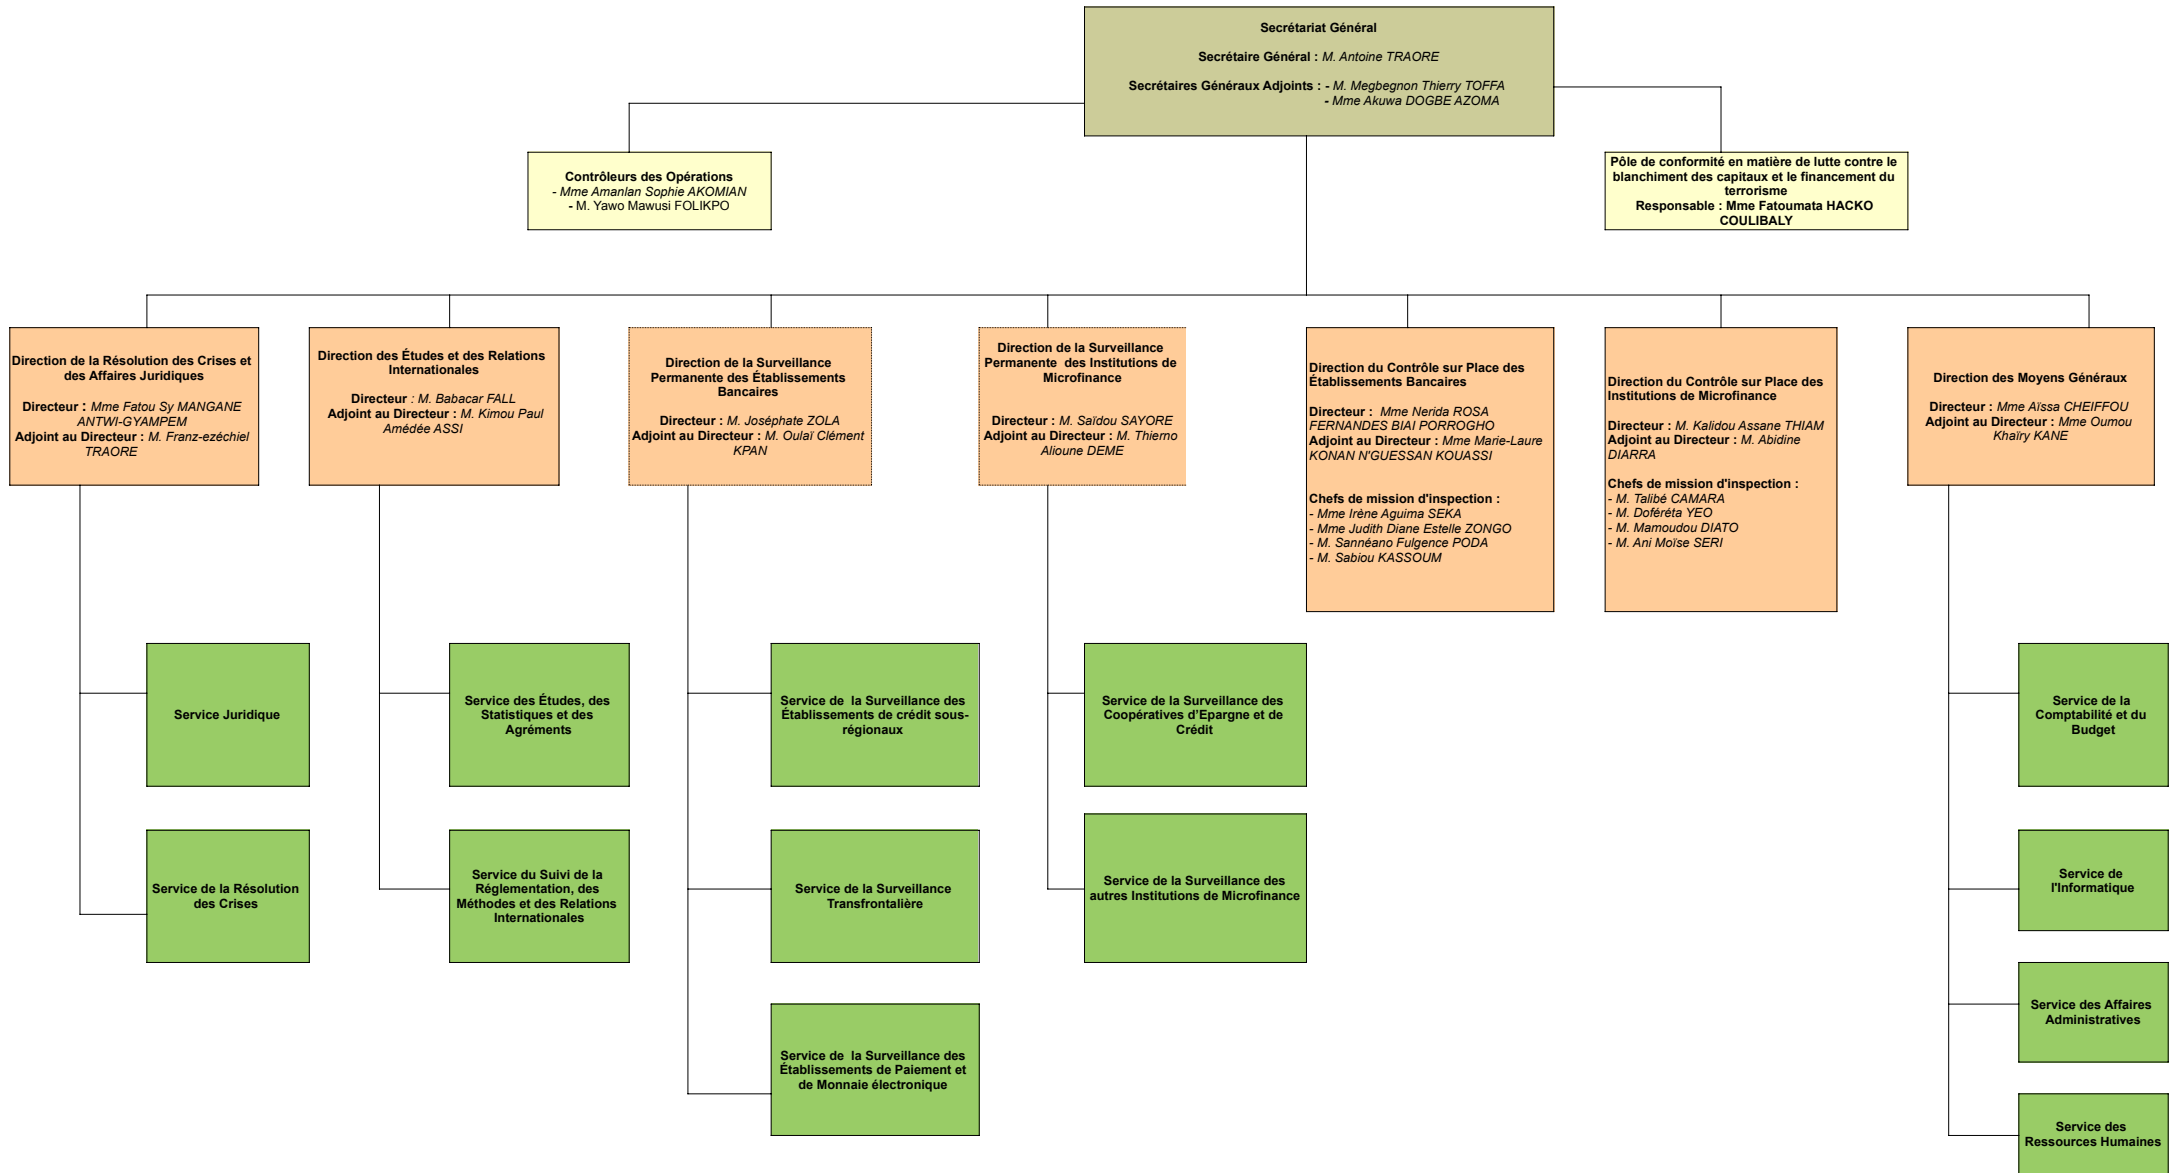 Secrétariat Général
Secrétaire Général : M. Antoine TRAORE
Secrétaires Généraux Adjoints : - M. Megbegnon Thierry TOFFA
- Mme Akuwa DOGBE AZOMA
Contrôleurs des Opérations
- Mme Amanlan Sophie AKOMIAN
- M. Yawo Mawusi FOLIKPO
Pôle de conformité en matière de lutte contre le
blanchiment des capitaux et le financement du
terrorisme
Responsable : Mme Fatoumata HACKO
COULIBALY
Direction de la Résolution des Crises et
des Affaires Juridiques
Directeur : Mme Fatou Sy MANGANE
ANTWI-GYAMPEM
Adjoint au Directeur : M. Franz-ezéchiel
TRAORE
Direction des Études et des Relations
Internationales
Directeur : M. Babacar FALL
Adjoint au Directeur : M. Kimou Paul
Amédée ASSI
Direction de la Surveillance
Permanente des Établissements
Bancaires
Directeur : M. Joséphate ZOLA
Adjoint au Directeur : M. Oulaï Clément
KPAN
Direction de la Surveillance
Permanente des Institutions de
Microfinance
Directeur : M. Saïdou SAYORE
Adjoint au Directeur : M. Thierno
Alioune DEME
Direction du Contrôle sur Place des
Établissements Bancaires
Directeur : Mme Nerida ROSA
FERNANDES BIAI PORROGHO
Adjoint au Directeur : Mme Marie-Laure
KONAN N'GUESSAN KOUASSI
Chefs de mission d'inspection :
- Mme Irène Aguima SEKA
- Mme Judith Diane Estelle ZONGO
- M. Sannéano Fulgence PODA
- M. Sabiou KASSOUM
Direction du Contrôle sur Place des
Institutions de Microfinance
Directeur : M. Kalidou Assane THIAM
Adjoint au Directeur : M. Abidine
DIARRA
Chefs de mission d'inspection :
- M. Talibé CAMARA
- M. Doféréta YEO
- M. Mamoudou DIATO
- M. Ani Moïse SERI
Direction des Moyens Généraux
Directeur : Mme Aïssa CHEIFFOU
Adjoint au Directeur : Mme Oumou
Khaïry KANE
Service Juridique
Service des Études, des
Statistiques et des
Agréments
Service de la Surveillance des
Établissements de crédit sous-
régionaux
Service de la Surveillance des
Coopératives d'Epargne et de
Crédit
Service de la
Comptabilité et du
Budget
Service de la Résolution
des Crises
Service du Suivi de la
Réglementation, des
Méthodes et des Relations
Internationales
Service de la Surveillance
Transfrontalière
Service de la Surveillance des
autres Institutions de Microfinance
Service de
l'Informatique
Service de la Surveillance des
Établissements de Paiement et
de Monnaie électronique
Service des Affaires
Administratives
Service des
Ressources Humaines